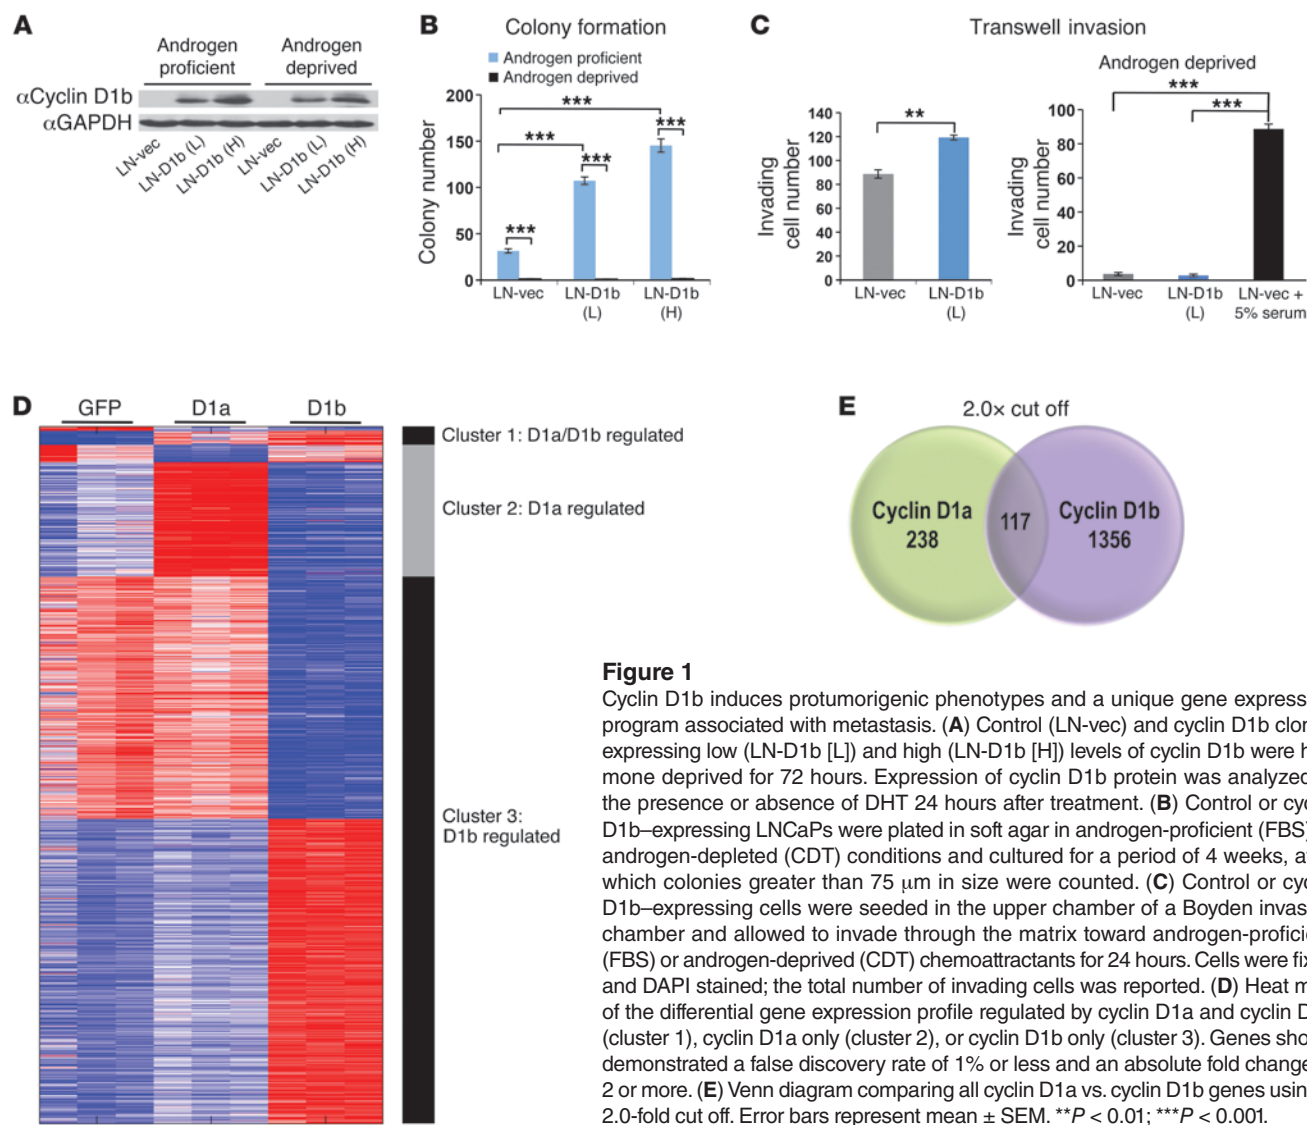 A
Androgen proficient
Androgen deprived
αCyclin D1b
αGAPDH
LN-vec
LN-D1b (L)
LN-D1b (H)
LN-vec
LN-D1b (L)
LN-D1b (H)
B
Colony formation
Androgen proficient
Androgen deprived
Colony number
200
150
100
50
0
***
***
***
***
***
LN-vec
LN-D1b (L)
LN-D1b (H)
C
Transwell invasion
Invading cell number
140
120
100
80
60
40
20
0
**
LN-vec
LN-D1b (L)
Androgen deprived
Invading cell number
100
80
60
40
20
0
***
***
LN-vec
LN-D1b (L)
LN-vec + 5% serum
D
GFP
D1a
D1b
Cluster 1: D1a/D1b regulated
Cluster 2: D1a regulated
Cluster 3:
D1b regulated
E
2.0× cut off
Cyclin D1a
238
117
Cyclin D1b
1356
Figure 1
Cyclin D1b induces protumorigenic phenotypes and a unique gene express
program associated with metastasis. (A) Control (LN-vec) and cyclin D1b clon
expressing low (LN-D1b [L]) and high (LN-D1b [H]) levels of cyclin D1b were h
mone deprived for 72 hours. Expression of cyclin D1b protein was analyzed
the presence or absence of DHT 24 hours after treatment. (B) Control or cyc
D1b–expressing LNCaPs were plated in soft agar in androgen-proficient (FBS)
androgen-depleted (CDT) conditions and cultured for a period of 4 weeks, a
which colonies greater than 75 μm in size were counted. (C) Control or cyc
D1b–expressing cells were seeded in the upper chamber of a Boyden invas
chamber and allowed to invade through the matrix toward androgen-proficie
(FBS) or androgen-deprived (CDT) chemoattractants for 24 hours. Cells were fix
and DAPI stained; the total number of invading cells was reported. (D) Heat m
of the differential gene expression profile regulated by cyclin D1a and cyclin D
(cluster 1), cyclin D1a only (cluster 2), or cyclin D1b only (cluster 3). Genes sho
demonstrated a false discovery rate of 1% or less and an absolute fold change
2 or more. (E) Venn diagram comparing all cyclin D1a vs. cyclin D1b genes usin
2.0-fold cut off. Error bars represent mean ± SEM. **P < 0.01; ***P < 0.001.